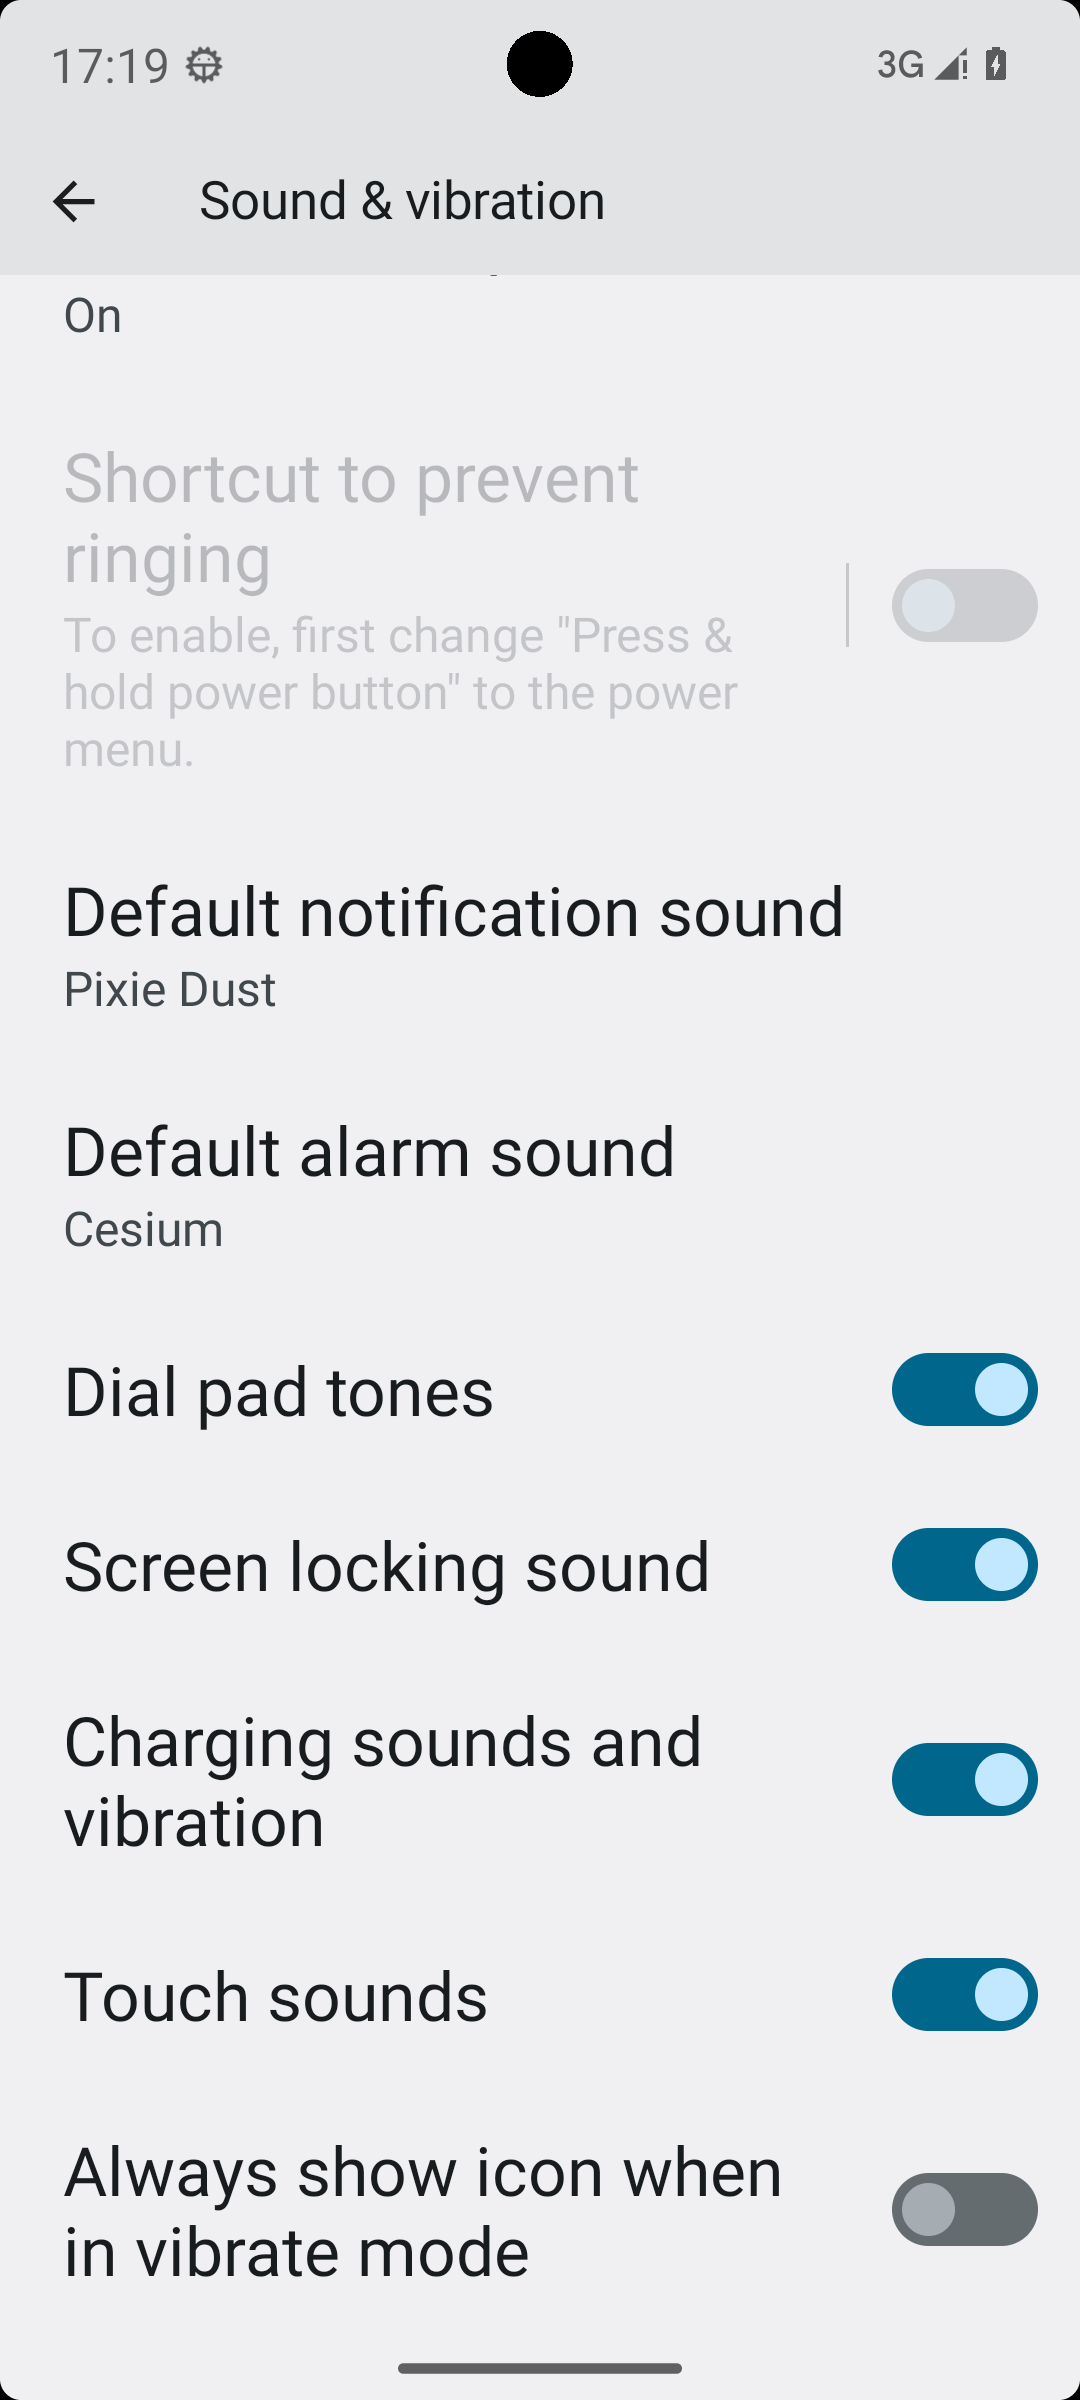 17:19
3G
Sound & vibration
On
Shortcut to prevent
ringing
To enable, first change "Press &
hold power button" to the power
menu.
Default notification sound
Pixie Dust
Default alarm sound
Cesium
Dial pad tones
Screen locking sound
Charging sounds and
vibration
Touch sounds
Always show icon when
in vibrate mode